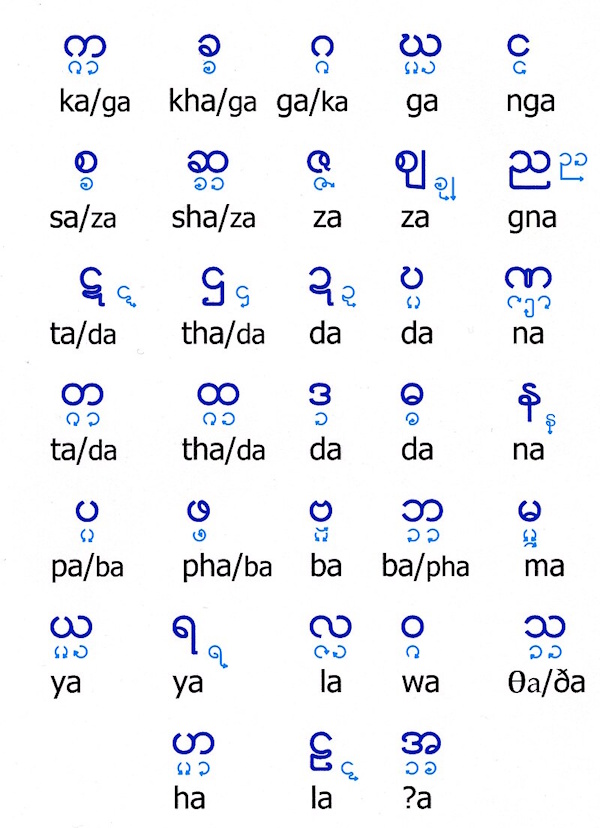 က ခ ဂ ဃ င
ka/ga kha/ga ga/ka ga nga
စ ဆ ဇ ဈ ည
sa/za sha/za za za gna
ဋ ဌ ဍ ဎ ဏ
ta/da tha/da da da na
တ ထ ဒ ဓ န
ta/da tha/da da da na
ပ ဖ ဗ ဘ မ
pa/ba pha/ba ba ba/pha ma
ယ ရ လ ဝ သ
ya ya la wa θa/ða
ဟ ဠ အ
ha la ?a